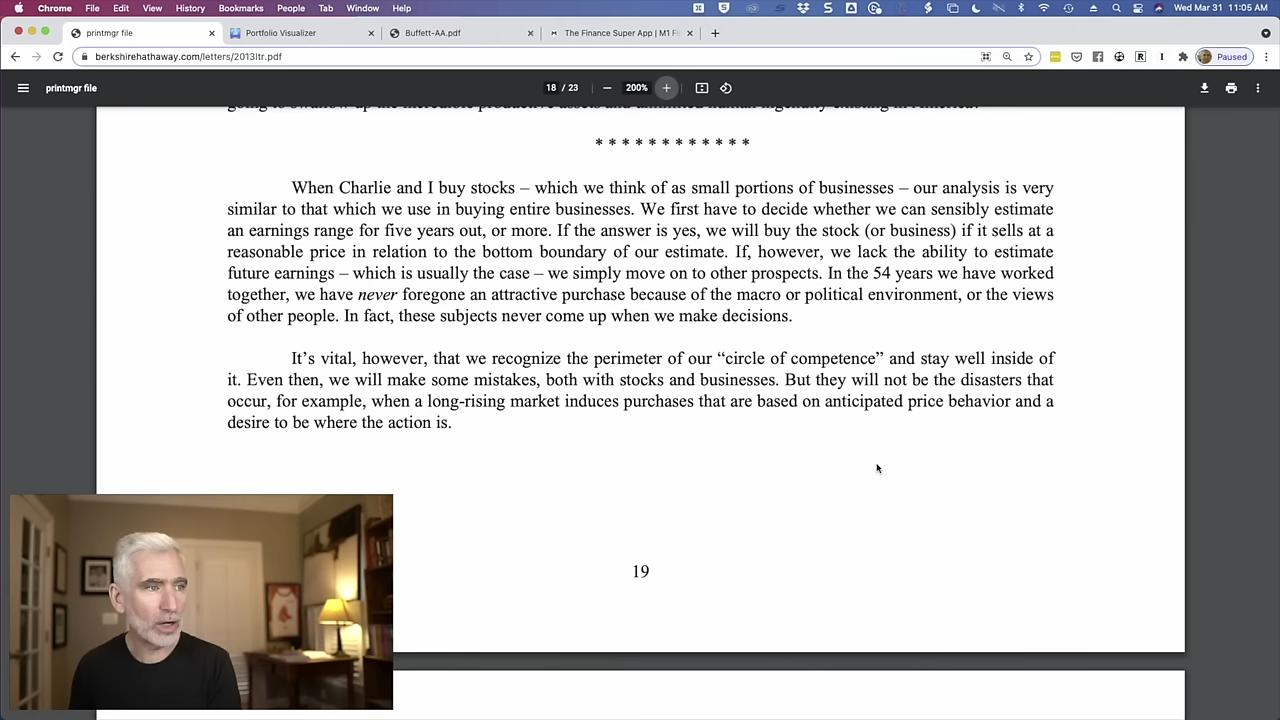 Chrome File Edit View History Bookmarks People Tab Window Help Wed Mar 31 11:05 AM
printmgr file Portfolio Visualizer Buffett-AA.pdf The Finance Super App | M1 Fi
berkshirehathaway.com/letters/2013ltr.pdf Paused
printmgr file 18 / 23 200%
* * * * * * * * * * * *
When Charlie and I buy stocks – which we think of as small portions of businesses – our analysis is very
similar to that which we use in buying entire businesses. We first have to decide whether we can sensibly estimate
an earnings range for five years out, or more. If the answer is yes, we will buy the stock (or business) if it sells at a
reasonable price in relation to the bottom boundary of our estimate. If, however, we lack the ability to estimate
future earnings – which is usually the case – we simply move on to other prospects. In the 54 years we have worked
together, we have never foregone an attractive purchase because of the macro or political environment, or the views
of other people. In fact, these subjects never come up when we make decisions.
It’s vital, however, that we recognize the perimeter of our “circle of competence” and stay well inside of
it. Even then, we will make some mistakes, both with stocks and businesses. But they will not be the disasters that
occur, for example, when a long-rising market induces purchases that are based on anticipated price behavior and a
desire to be where the action is.
19